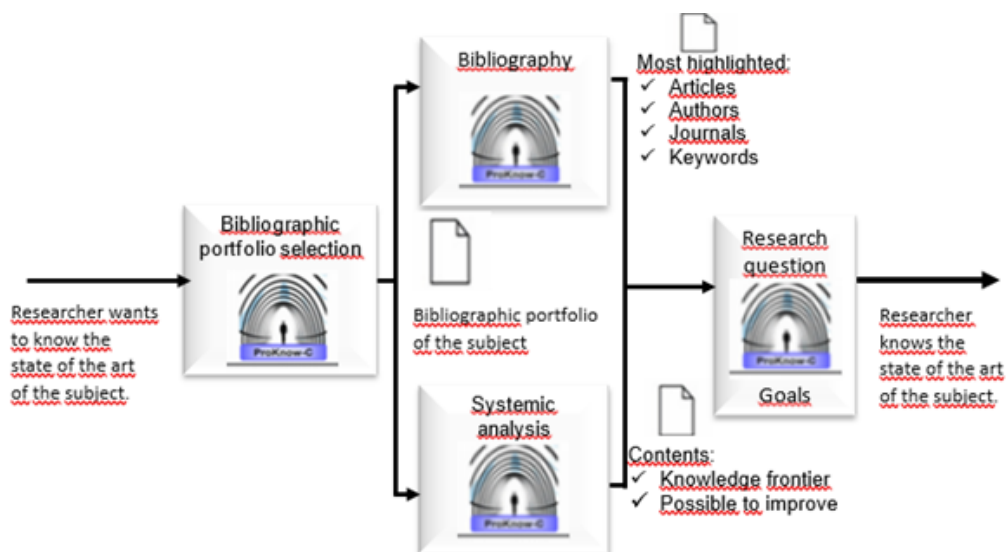 Researcher wants
to know the
state of the art
of the subject.
Bibliographic
portfolio selection
ProKnow-C
Bibliography
ProKnow-C
Bibliographic portfolio
of the subject
Systemic
analysis
ProKnow-C
Most highlighted:
✓ Articles
✓ Authors
✓ Journals
✓ Keywords
Contents:
✓ Knowledge frontier
✓ Possible to improve
Research
question
ProKnow-C
Goals
Researcher
knows the
state of the art
of the subject.